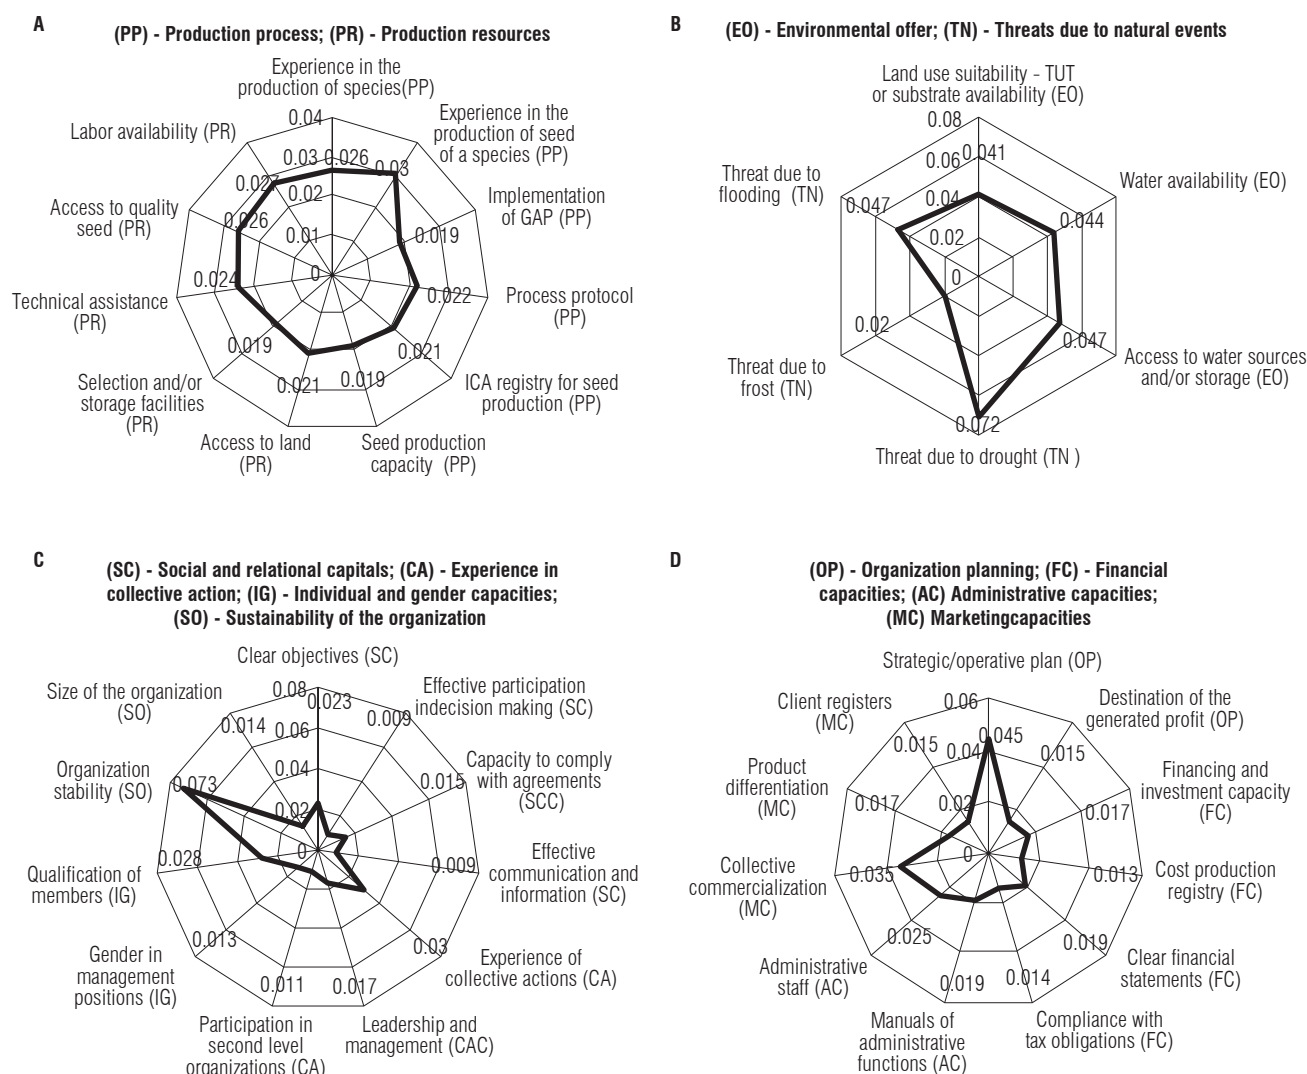 A
(PP) - Production process; (PR) - Production resources
Experience in the
production of species(PP)
Experience in the
production of seed
of a species (PP)
Implementation
of GAP (PP)
Process protocol
(PP)
ICA registry for seed
production (PP)
Seed production
capacity (PP)
Access to land
(PR)
Selection and/or
storage facilities
(PR)
Technical assistance
(PR)
Access to quality
seed (PR)
Labor availability (PR)
0.04
0.03
0.02
0.01
0
0.026
0.03
0.019
0.022
0.021
0.019
0.021
0.019
0.024
0.026
0.027
B
(EO) - Environmental offer; (TN) - Threats due to natural events
Land use suitability - TUT
or substrate availability (EO)
Water availability (EO)
Access to water sources
and/or storage (EO)
Threat due to drought (TN )
Threat due to
frost (TN)
Threat due to
flooding (TN)
0.08
0.06
0.04
0.02
0
0.041
0.044
0.047
0.072
0.02
0.047
C
(SC) - Social and relational capitals; (CA) - Experience in
collective action; (IG) - Individual and gender capacities;
(SO) - Sustainability of the organization
Clear objectives (SC)
Effective participation
indecision making (SC)
Capacity to comply
with agreements
(SCC)
Effective
communication and
information (SC)
Experience of
collective actions (CA)
Leadership and
management (CAC)
Participation in
second level
organizations (CA)
Gender in
management
positions (IG)
Qualification of
members (IG)
Organization
stability (SO)
Size of the organization
(SO)
0.08
0.06
0.04
0.02
0
0.023
0.009
0.015
0.009
0.03
0.017
0.011
0.013
0.028
0.073
0.014
D
(OP) - Organization planning; (FC) - Financial
capacities; (AC) Administrative capacities;
(MC) Marketingcapacities
Strategic/operative plan (OP)
Destination of the
generated profit (OP)
Financing and
investment capacity
(FC)
Cost production
registry (FC)
Clear financial
statements (FC)
Compliance with
tax obligations (FC)
Manuals of
administrative
functions (AC)
Administrative
staff (AC)
Collective
commercialization
(MC)
Product
differentiation
(MC)
Client registers
(MC)
0.06
0.04
0.02
0
0.045
0.015
0.017
0.013
0.019
0.014
0.019
0.025
0.035
0.017
0.015